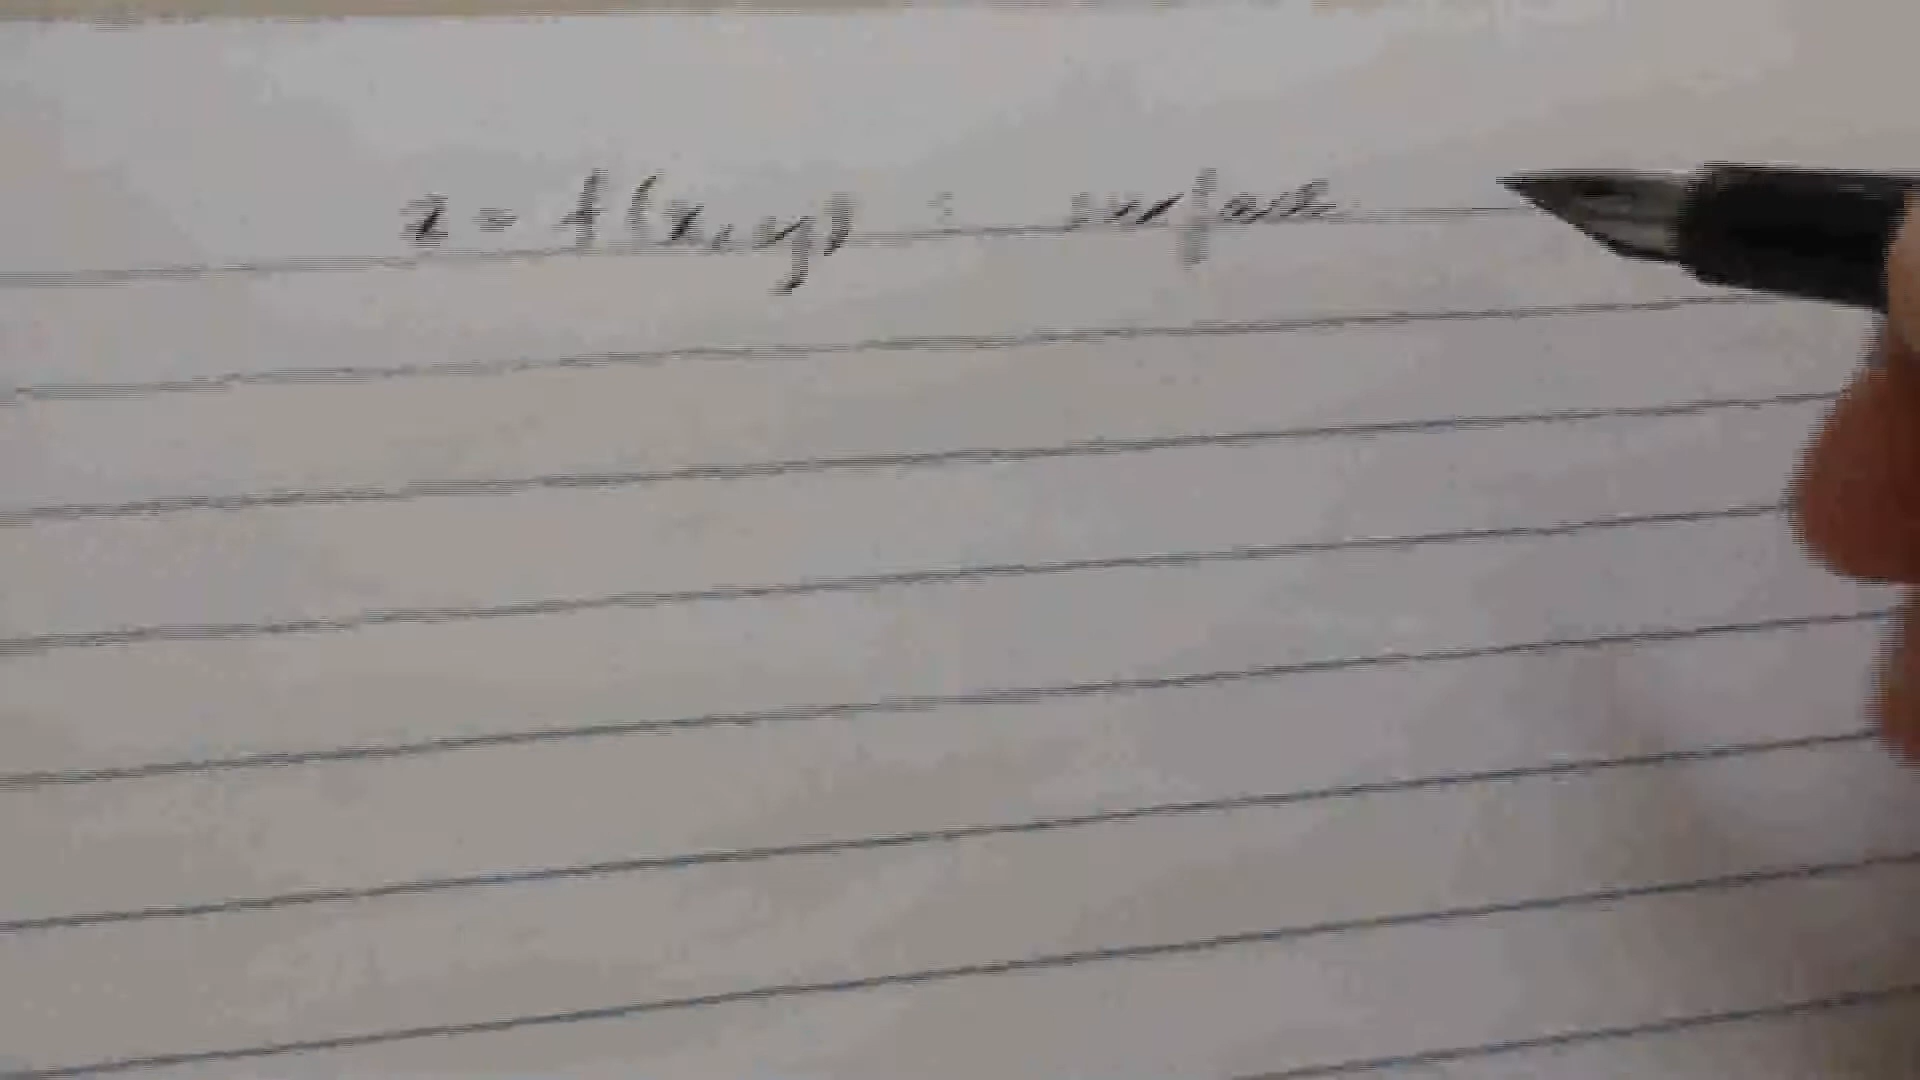 z = f(x,y) : surface